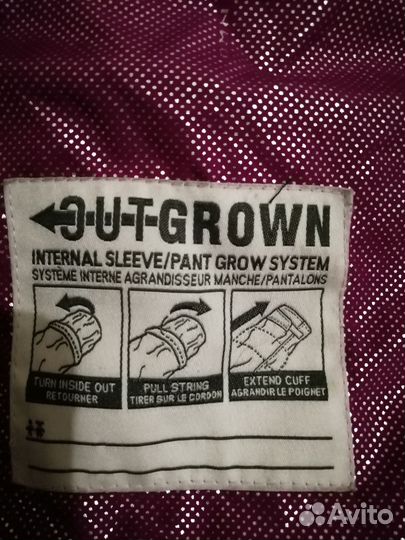 OUTGROWN
INTERNAL SLEEVE/PANT GROW SYSTEM
SYSTÈME INTERNE AGRANDISSEUR MANCHE/PANTALONS
TURN INSIDE OUT
RETOURNER
PULL STRING
TIRER SUR LE CORDON
EXTEND CUFF
AGRANDIR LE POIGNET
Avito